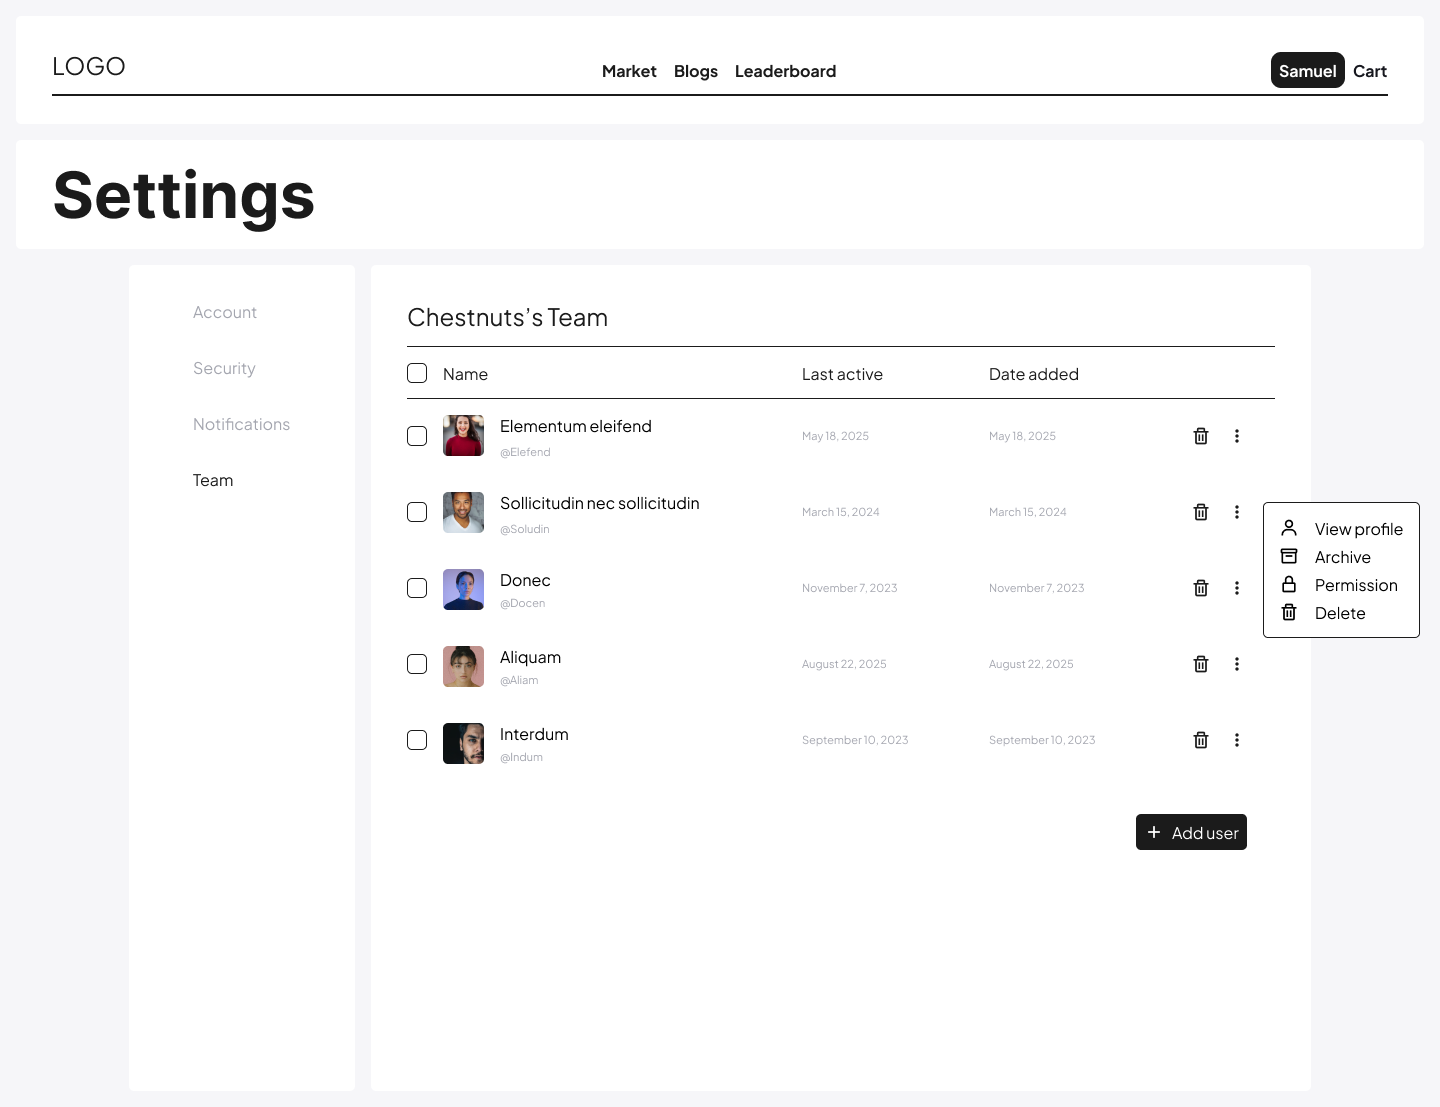 LOGO
Market Blogs Leaderboard
Samuel Cart
Settings
Account
Security
Notifications
Team
Chestnuts’s Team
Name Last active Date added
Elementum eleifend
@Elefend
May 18, 2025 May 18, 2025
Sollicitudin nec sollicitudin
@Soludin
March 15, 2024 March 15, 2024
Donec
@Docen
November 7, 2023 November 7, 2023
Aliquam
@Aliam
August 22, 2025 August 22, 2025
Interdum
@Indum
September 10, 2023 September 10, 2023
View profile
Archive
Permission
Delete
Add user